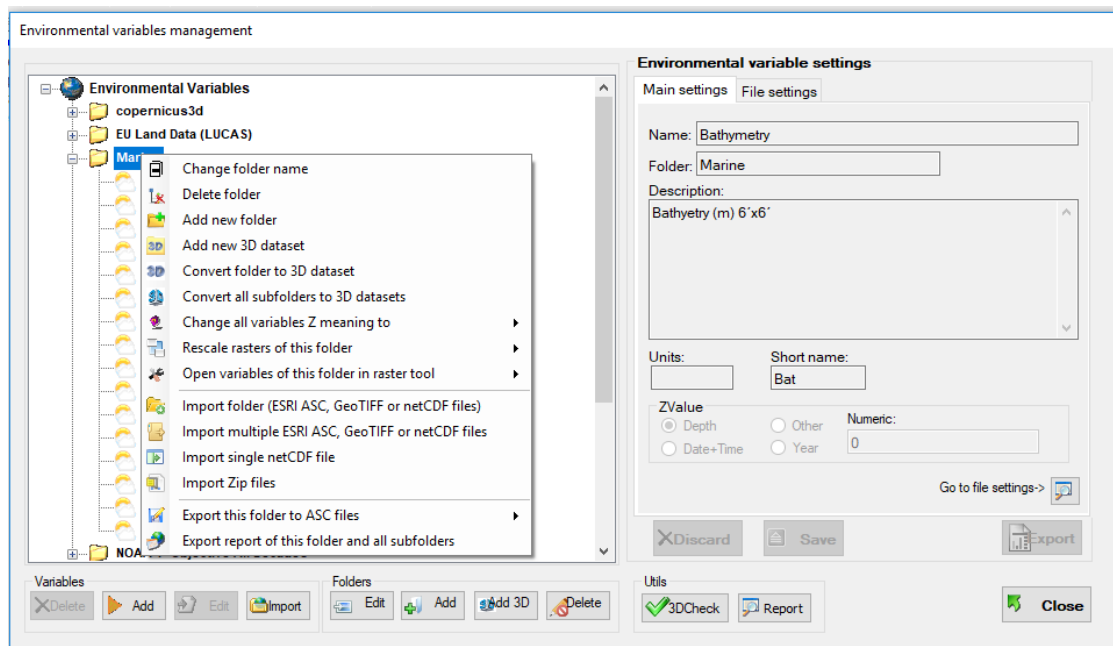 Environmental variables management
Environmental Variables
copernicus3d
EU Land Data (LUCAS)
Change folder name
Delete folder
Add new folder
Add new 3D dataset
Convert folder to 3D dataset
Convert all subfolders to 3D datasets
Change all variables Z meaning to
Rescale rasters of this folder
Open variables of this folder in raster tool
Import folder (ESRI ASC, GeoTIFF or netCDF files)
Import multiple ESRI ASC, GeoTIFF or netCDF files
Import single netCDF file
Import Zip files
Export this folder to ASC files
Export report of this folder and all subfolders
Environmental variable settings
Main settings File settings
Name: Bathymetry
Folder: Marine
Description:
Bathyetry (m) 6´x6´
Units: Short name:
Bat
ZValue
Depth Other Numeric:
Date+Time Year 0
Go to file settings->
XDiscard Save Export
Variables Folders Utils
XDelete Add Edit Import Edit Add Add 3D Delete 3DCheck Report Close